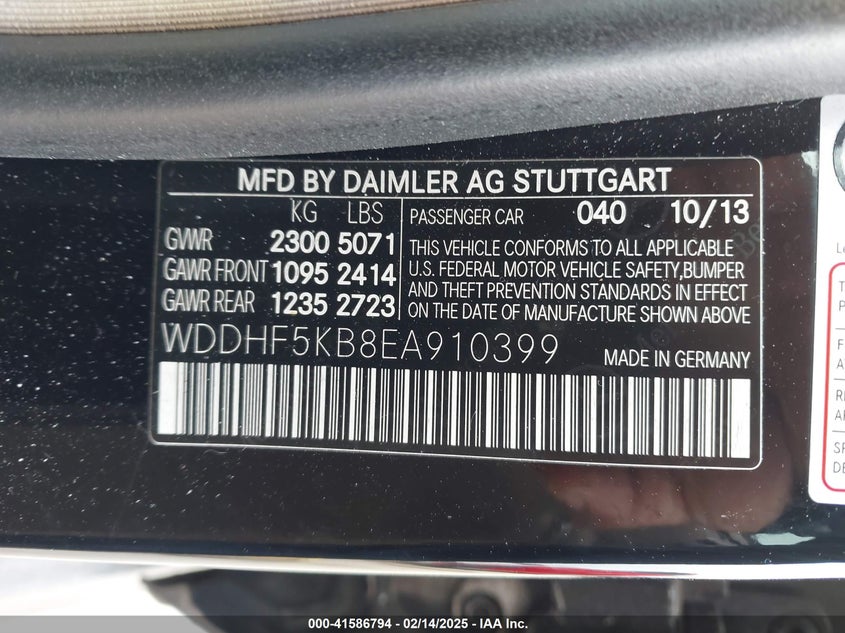 MFD BY DAIMLER AG STUTTGART
KG LBS
GVWR 2300 5071
GAWR FRONT 1095 2414
GAWR REAR 1235 2723
PASSENGER CAR 040 10/13
THIS VEHICLE CONFORMS TO ALL APPLICABLE
U.S. FEDERAL MOTOR VEHICLE SAFETY,BUMPER
AND THEFT PREVENTION STANDARDS IN EFFECT
ON THE DATE OF MANUFACTURE SHOWN ABOVE
WDDHF5KB8EA910399
MADE IN GERMANY
000-41586794 - 02/14/2025 - IAA Inc.